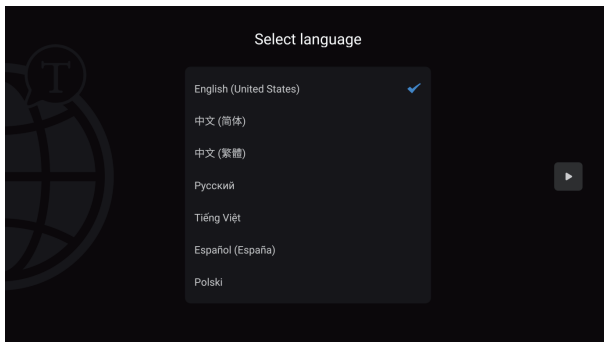 Select language
T
English (United States)
中文 (简体)
中文 (繁體)
Русский
Tiếng Việt
Español (España)
Polski